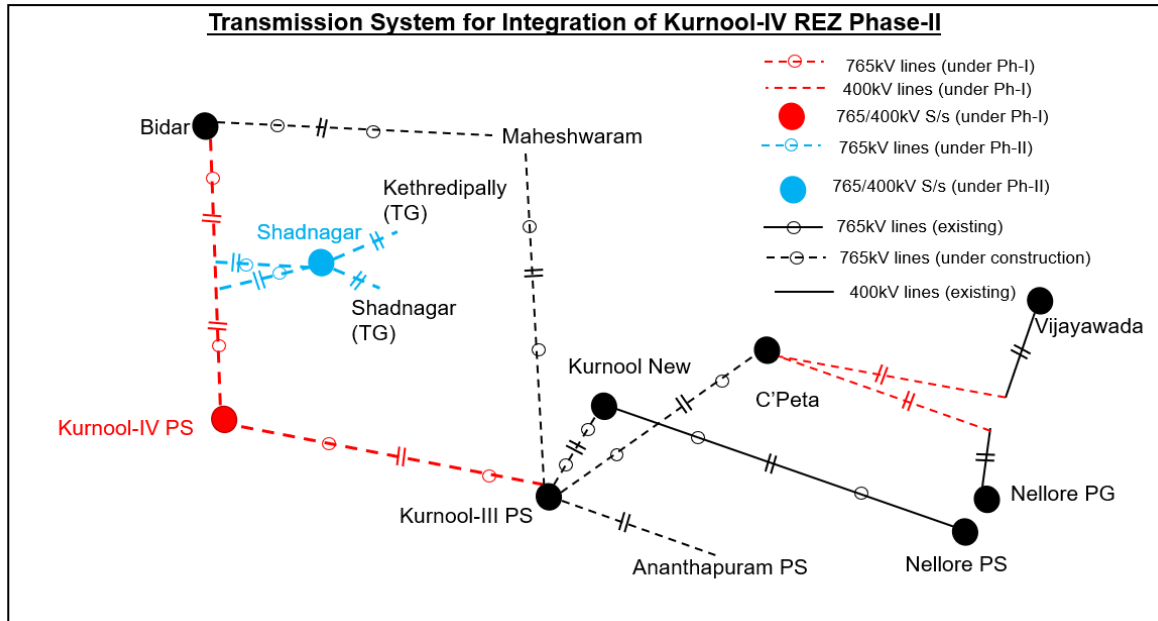 Transmission System for Integration of Kurnool-IV REZ Phase-II
765kV lines (under Ph-I)
400kV lines (under Ph-I)
765/400kV S/s (under Ph-I)
765kV lines (under Ph-II)
765/400kV S/s (under Ph-II)
765kV lines (existing)
765kV lines (under construction)
400kV lines (existing)
Bidar
Maheshwaram
Kethredipally
(TG)
Shadnagar
Shadnagar
(TG)
Vijayawada
Kurnool New
C'Peta
Kurnool-IV PS
Kurnool-III PS
Nellore PG
Ananthapuram PS
Nellore PS